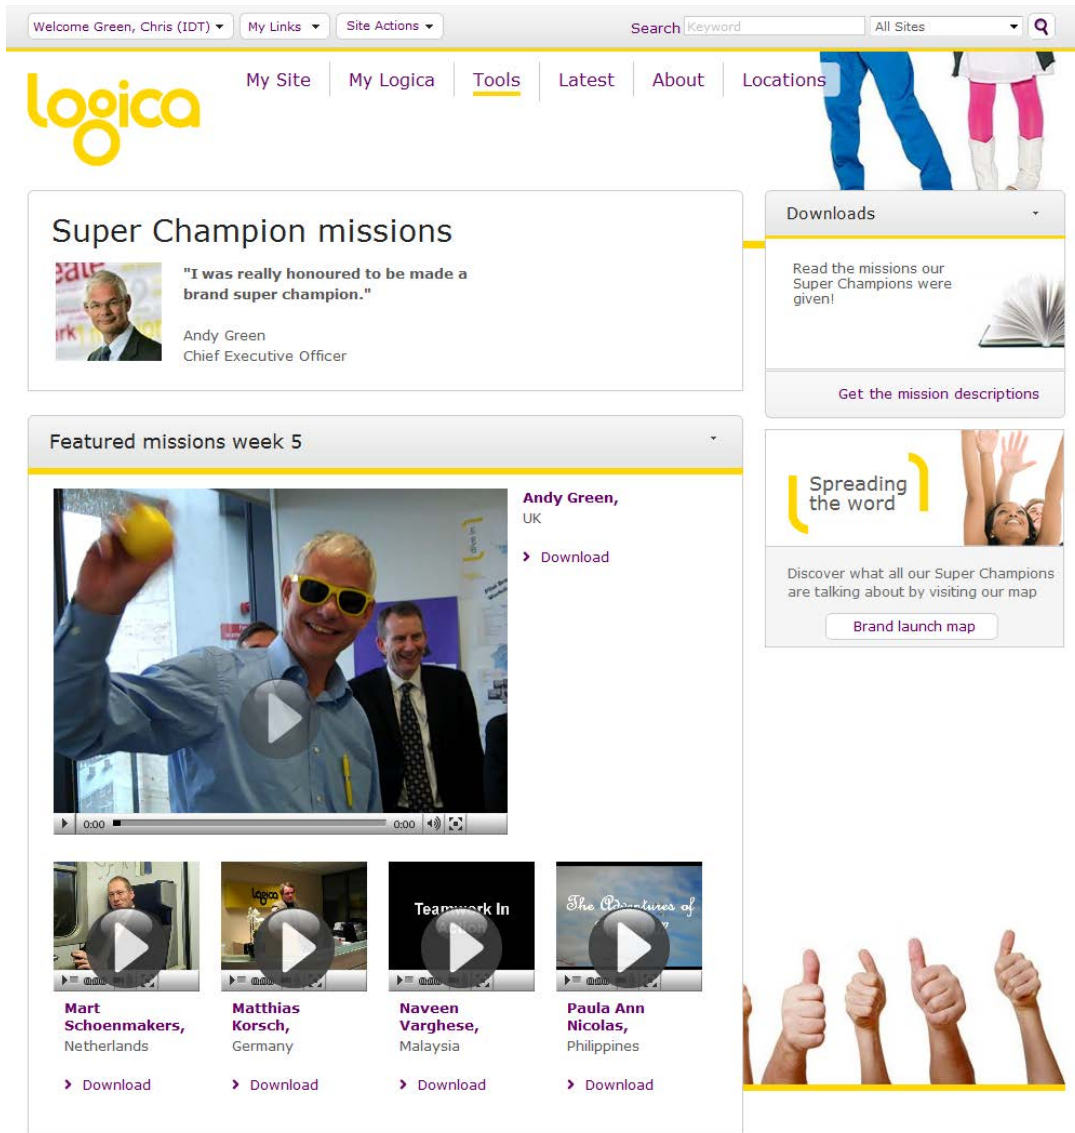 Welcome Green, Chris (IDT)
My Links
Site Actions
Search
Keyword
All Sites
logica
My Site
My Logica
Tools
Latest
About
Locations
Super Champion missions
"I was really honoured to be made a
brand super champion."
Andy Green
Chief Executive Officer
Downloads
Read the missions our
Super Champions were
given!
Get the mission descriptions
Featured missions week 5
Andy Green,
UK
Download
0:00
0:00
Spreading
the word
Discover what all our Super Champions
are talking about by visiting our map
Brand launch map
logica
Teamwork In
Action
The Adventures of
Mart
Schoenmakers,
Netherlands
Download
Matthias
Korsch,
Germany
Download
Naveen
Varghese,
Malaysia
Download
Paula Ann
Nicolas,
Philippines
Download